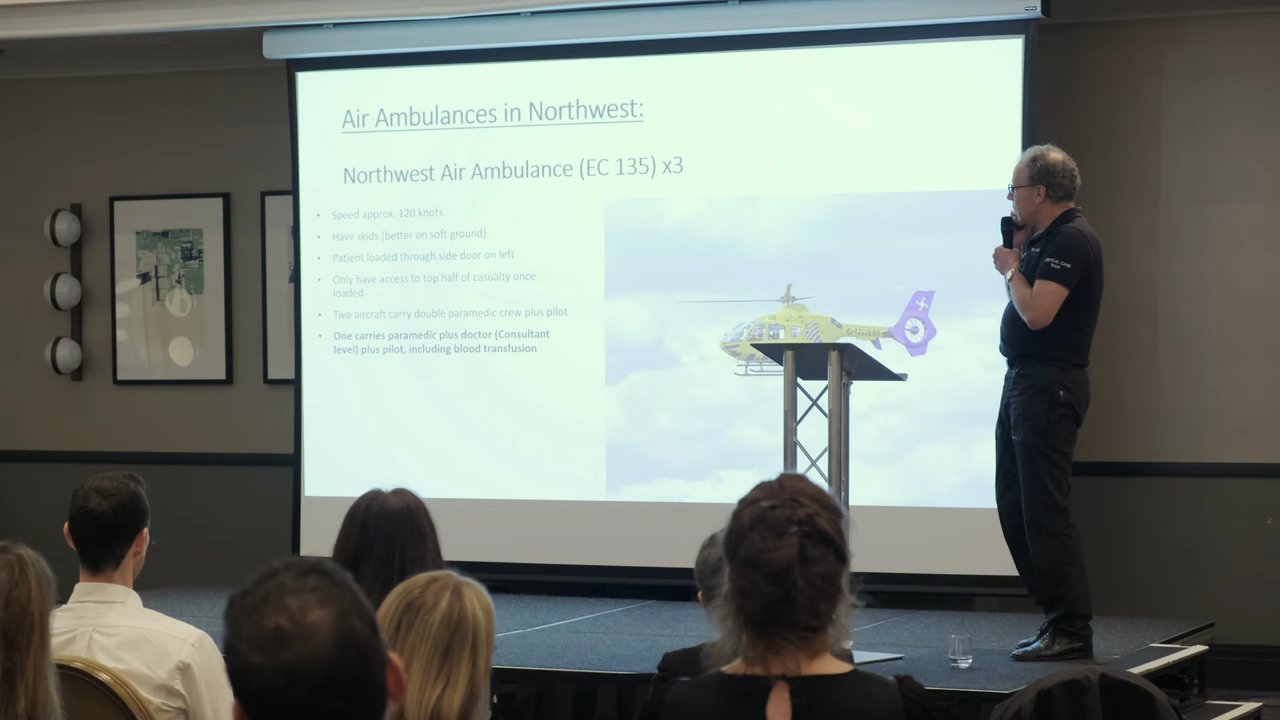 Air Ambulances in Northwest:
Northwest Air Ambulance (EC 135) x3
• Speed approx. 120 knots
• Have skids (better on soft ground)
• Patient loaded through side door on left
• Only have access to top half of casualty once
loaded
• Two aircraft carry double paramedic crew plus pilot
• One carries paramedic plus doctor (Consultant
level) plus pilot, including blood transfusion
CRITICAL CARE
TEAM